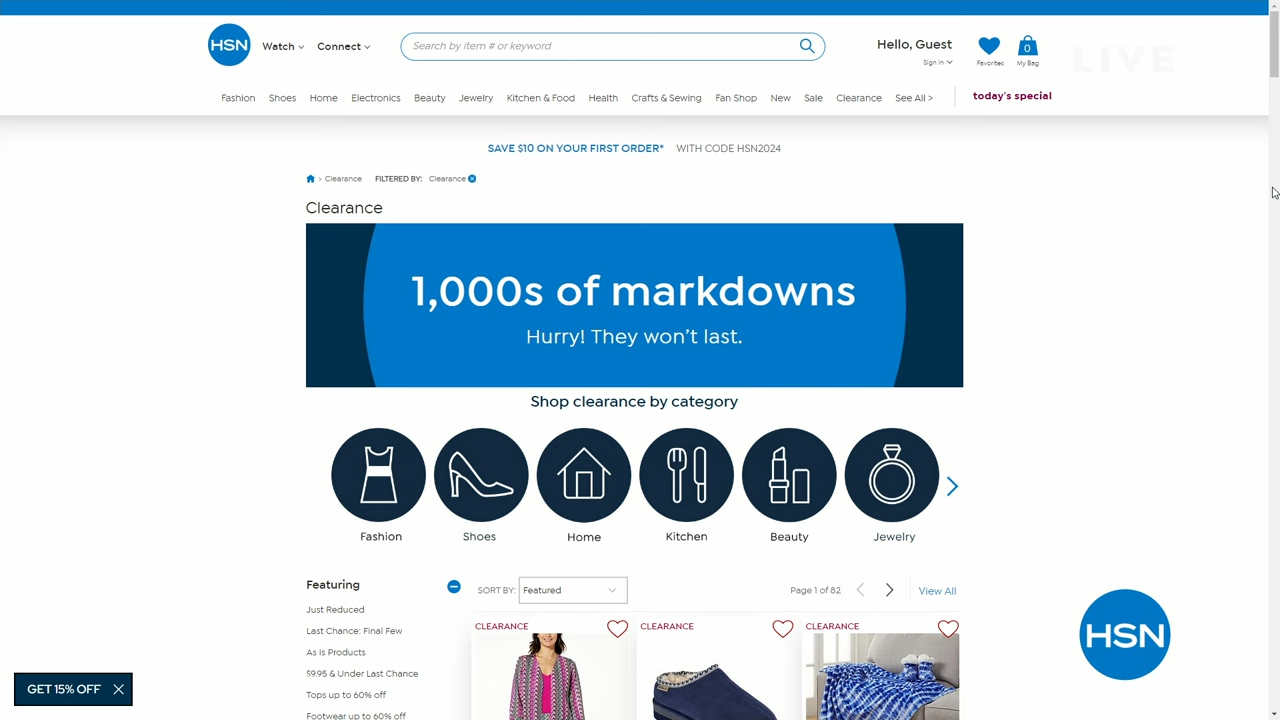 HSN
Watch
Connect
Search by item # or keyword
Hello, Guest
Sign In
Favorites
0
My Bag
LIVE
Fashion
Shoes
Home
Electronics
Beauty
Jewelry
Kitchen & Food
Health
Crafts & Sewing
Fan Shop
New
Sale
Clearance
See All >
today's special
SAVE $10 ON YOUR FIRST ORDER* WITH CODE HSN2024
> Clearance
FILTERED BY: Clearance
Clearance
1,000s of markdowns
Hurry! They won't last.
Shop clearance by category
Fashion
Shoes
Home
Kitchen
Beauty
Jewelry
Featuring
SORT BY: Featured
Page 1 of 82
View All
Just Reduced
Last Chance: Final Few
As Is Products
$9.95 & Under Last Chance
Tops up to 60% off
Footwear up to 60% off
CLEARANCE
CLEARANCE
CLEARANCE
GET 15% OFF
HSN